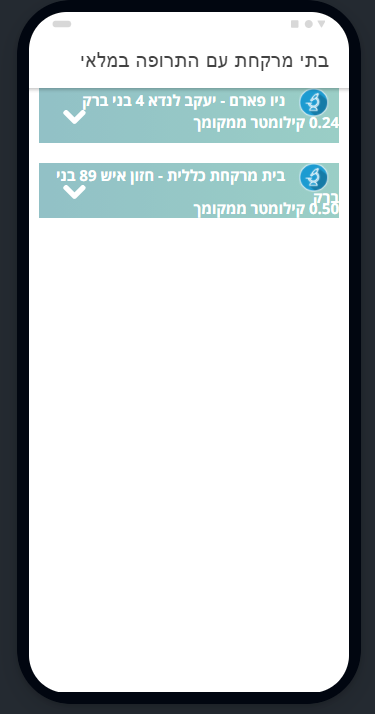 בתי מרקחת עם התרופה במלאי
ניו פארם - יעקב לנדא 4 בני ברק
0.24 קילומטר ממקומך
בית מרקחת כללית - חזון איש 89 בני
ברק
0.50 קילומטר ממקומך